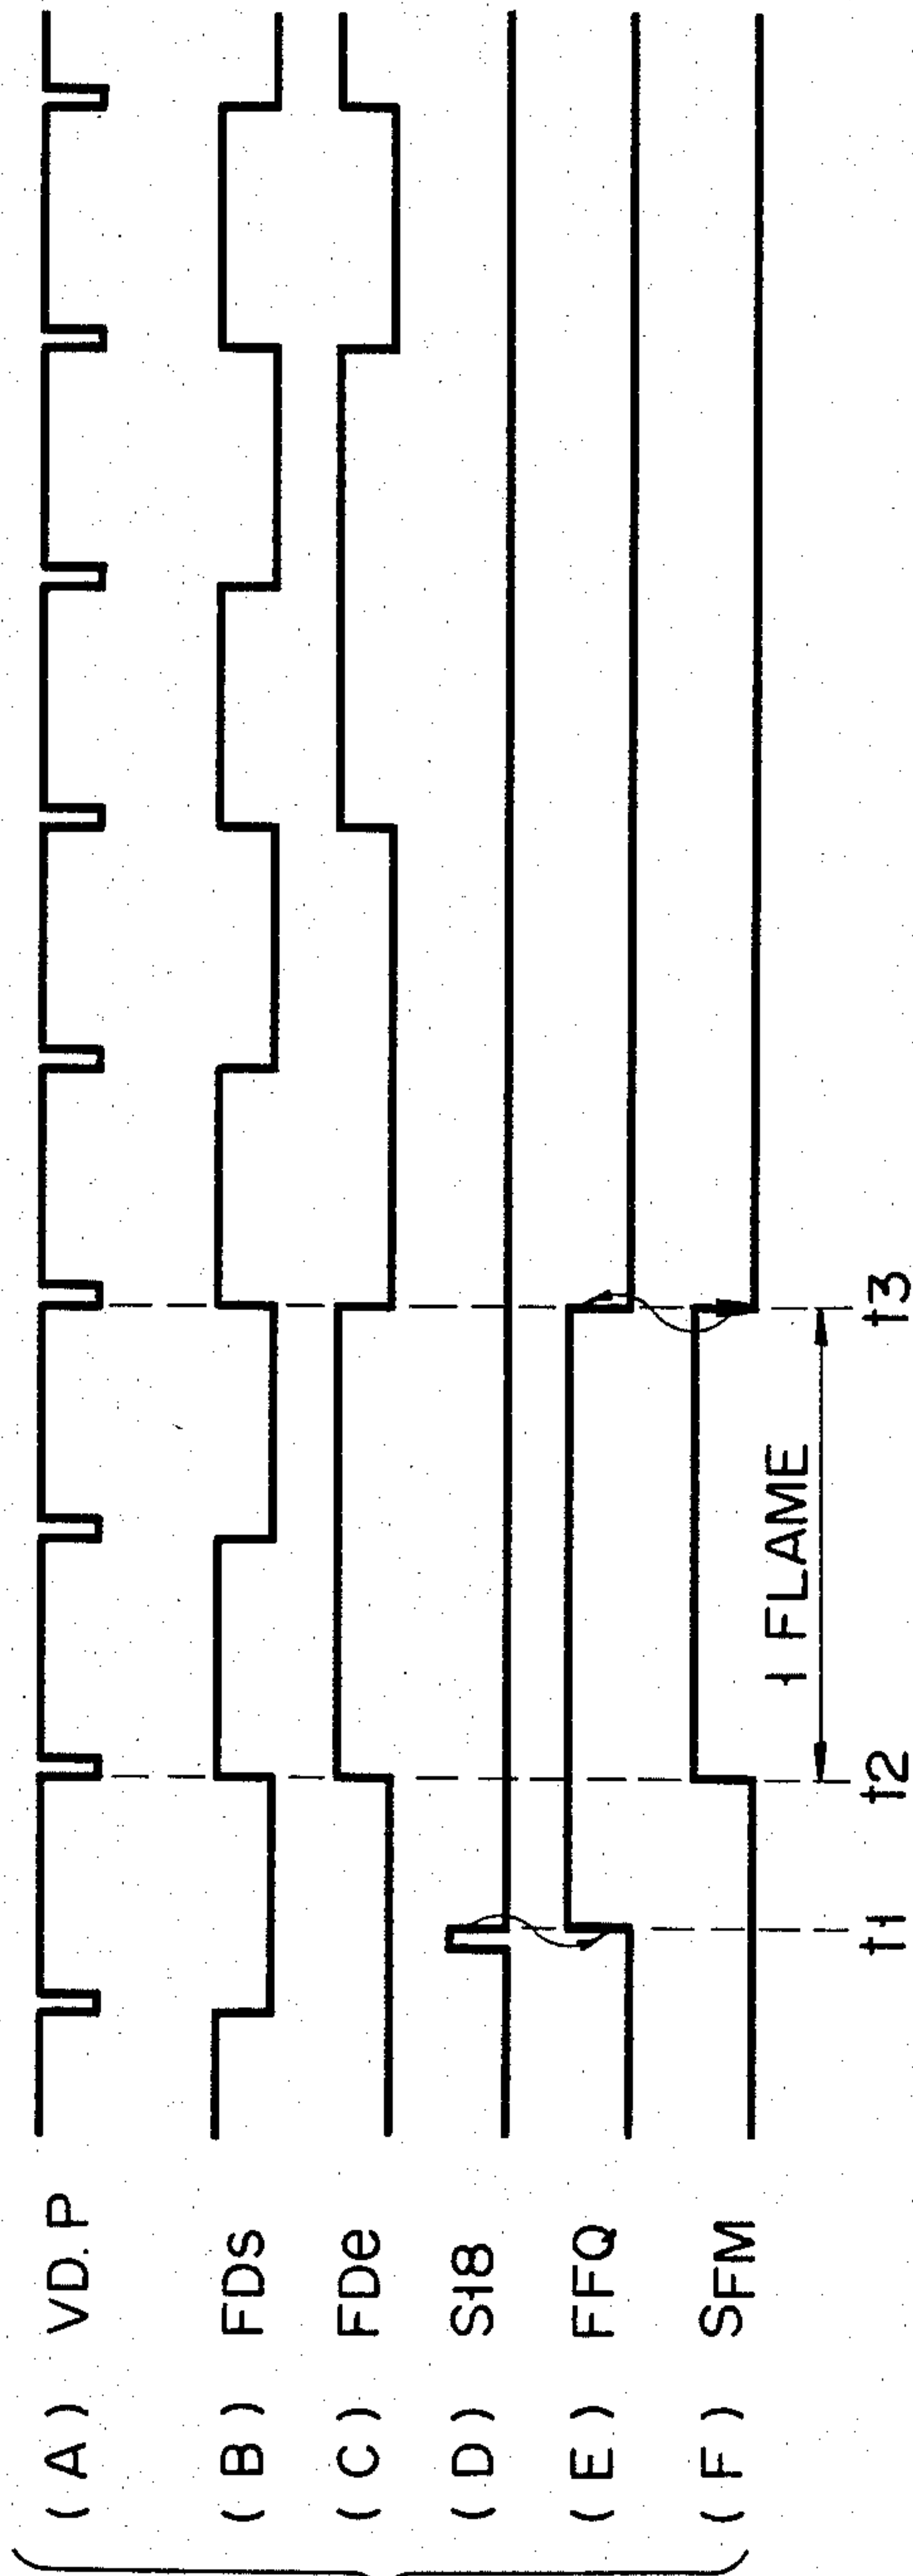 (A) VD.P
(B) FDs
(C) FDe
(D) S18
(E) FFQ
(F) SFM
1 FLAME
t1 t2 t3